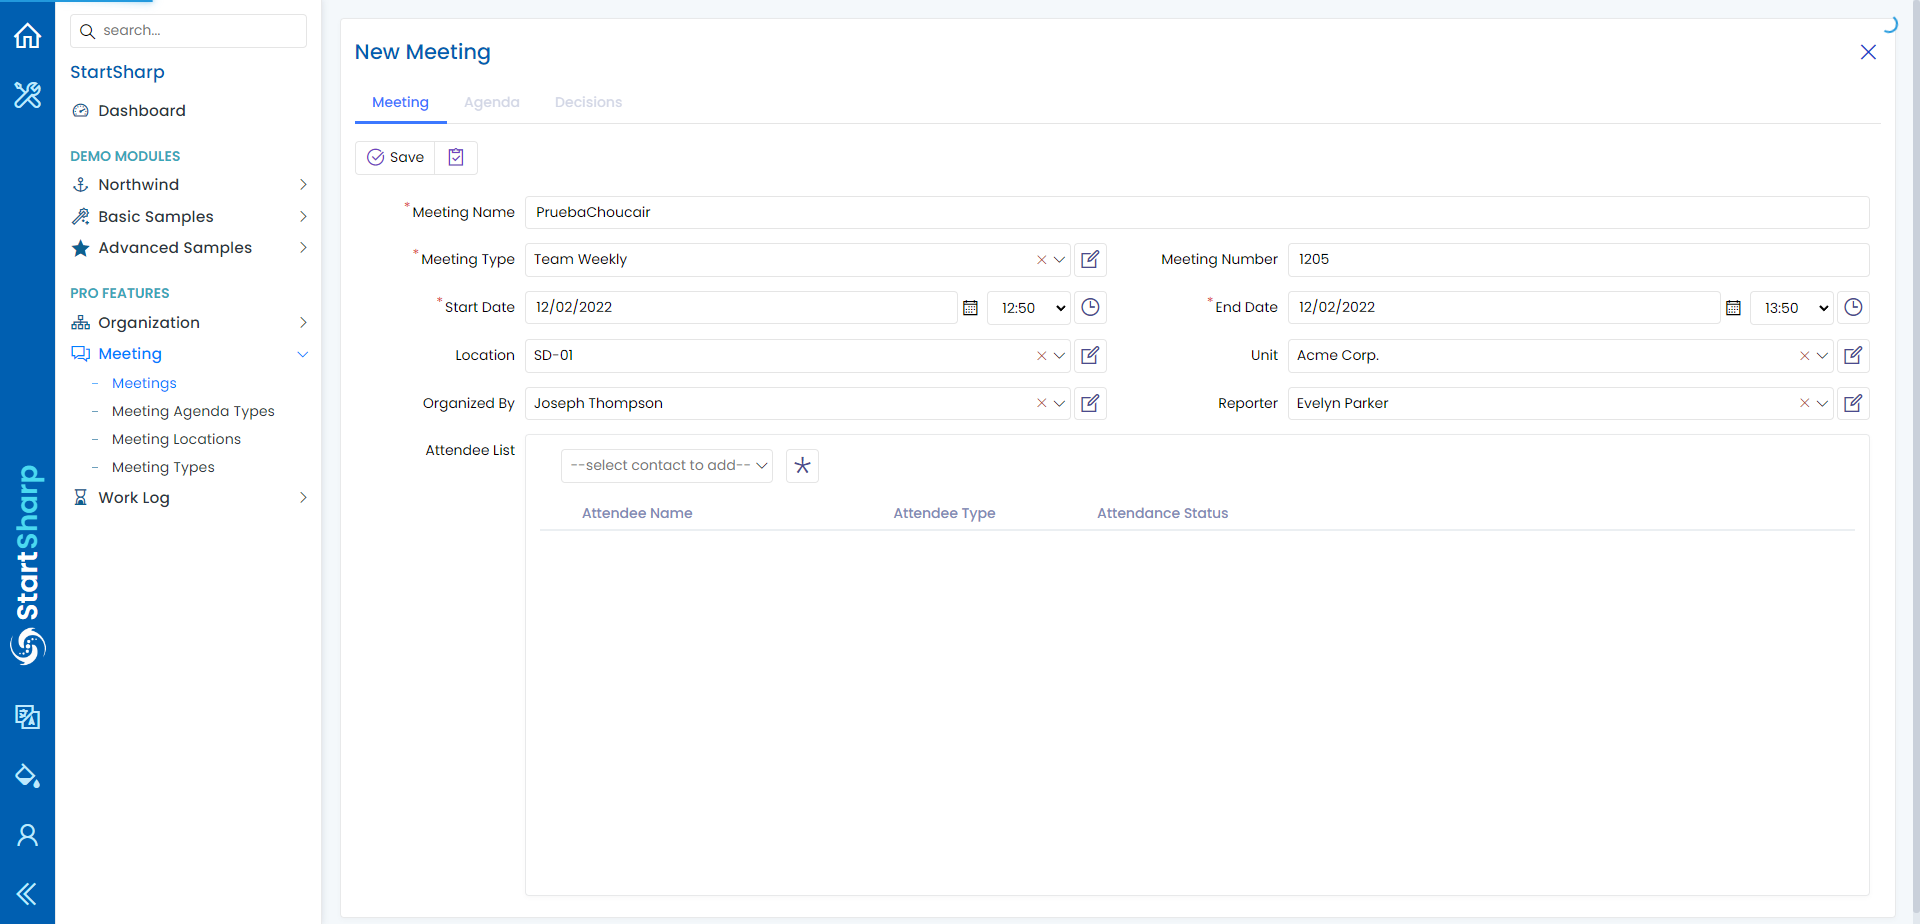 search...
StartSharp
Dashboard
DEMO MODULES
Northwind
Basic Samples
Advanced Samples
PRO FEATURES
Organization
Meeting
Meetings
Meeting Agenda Types
Meeting Locations
Meeting Types
Work Log
StartSharp
New Meeting
Meeting Agenda Decisions
Save
*Meeting Name PruebaChoucair
*Meeting Type Team Weekly Meeting Number 1205
*Start Date 12/02/2022 12:50 *End Date 12/02/2022 13:50
Location SD-01 Unit Acme Corp.
Organized By Joseph Thompson Reporter Evelyn Parker
Attendee List
--select contact to add--
Attendee Name Attendee Type Attendance Status